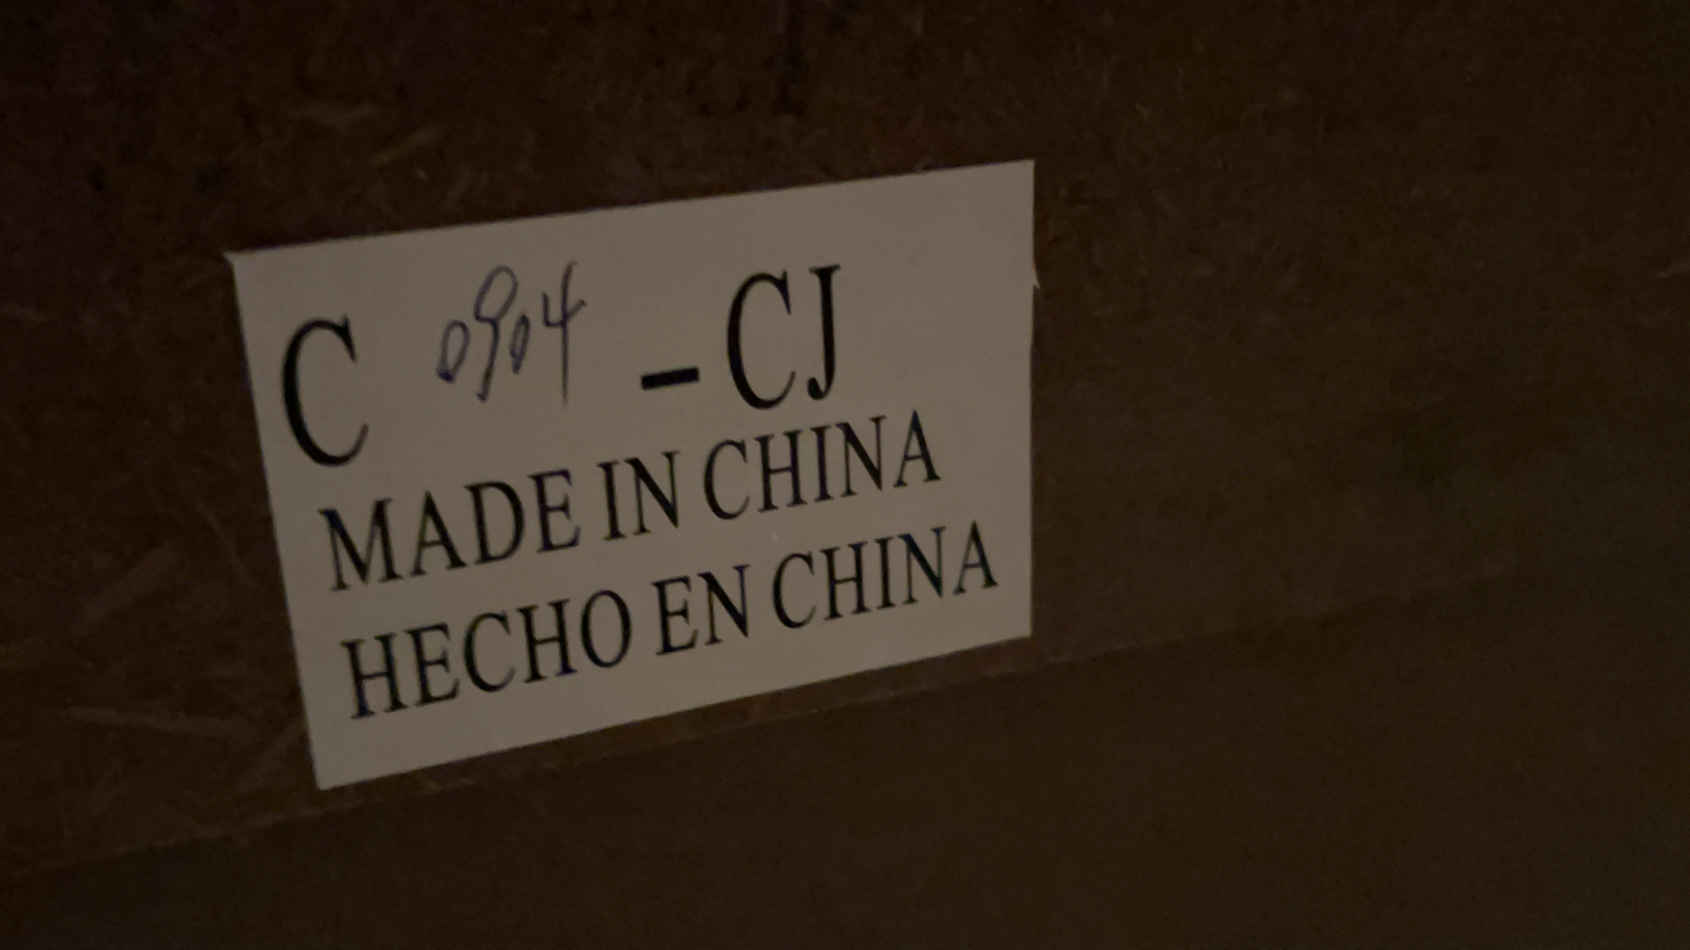 C 0904 - CJ
MADE IN CHINA
HECHO EN CHINA